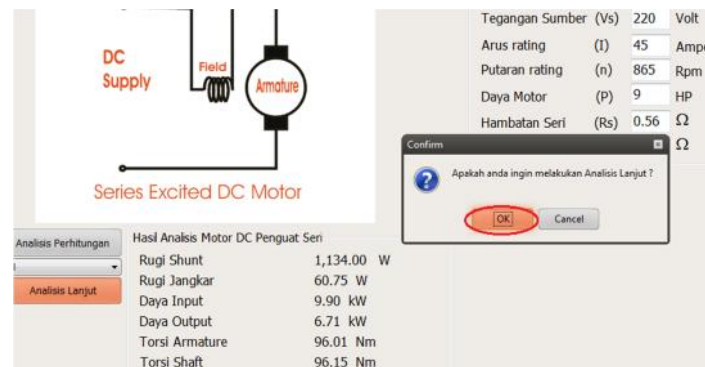 DC
Supply
Field
Armature
Series Excited DC Motor
Tegangan Sumber (Vs) 220 Volt
Arus rating (I) 45 Ampe
Putaran rating (n) 865 Rpm
Daya Motor (P) 9 HP
Hambatan Seri (Rs) 0.56 Ω
Ω
Confirm
Apakah anda ingin melakukan Analisis Lanjut ?
OK Cancel
Analisis Perhitungan
Analisis Lanjut
Hasil Analisis Motor DC Penguat Seri
Rugi Shunt 1,134.00 W
Rugi Jangkar 60.75 W
Daya Input 9.90 kW
Daya Output 6.71 kW
Torsi Armature 96.01 Nm
Torsi Shaft 96.15 Nm